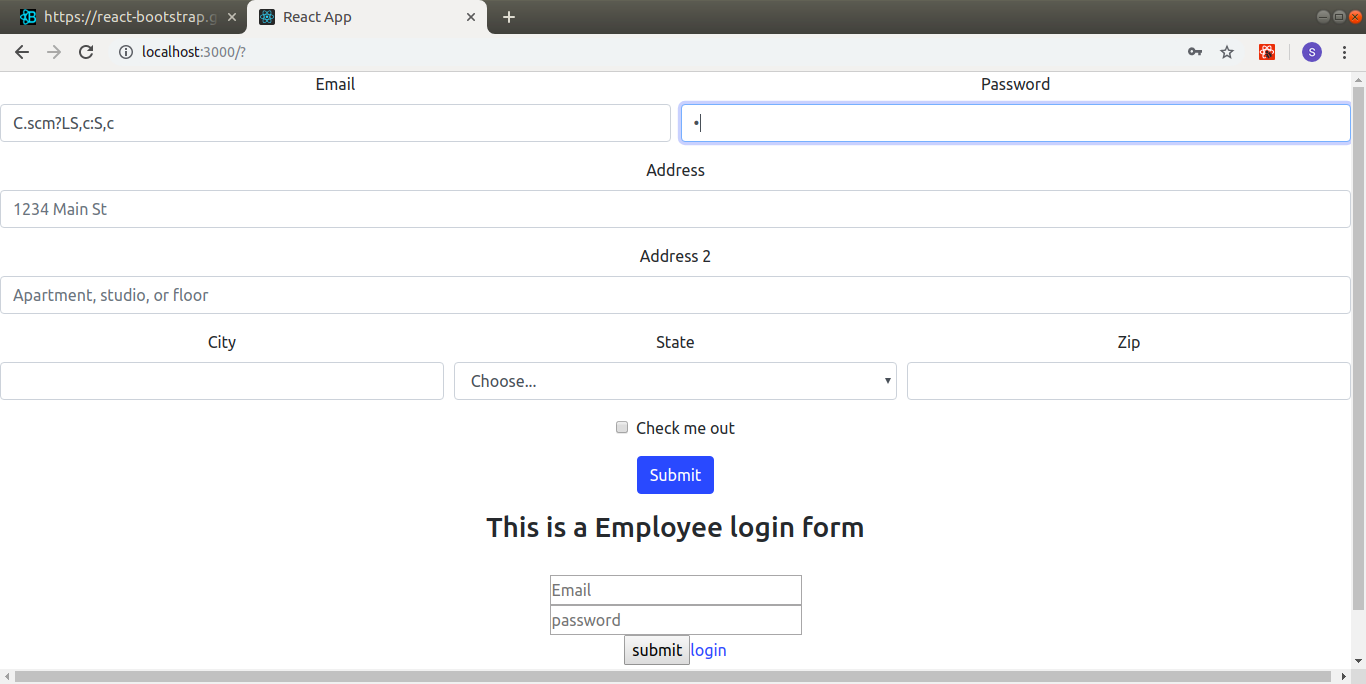 https://react-bootstrap.g
React App
localhost:3000/?
S
Email Password
C.scm?LS,c:S,c •
Address
1234 Main St
Address 2
Apartment, studio, or floor
City State Zip
Choose...
Check me out
Submit
This is a Employee login form
Email
password
submit login